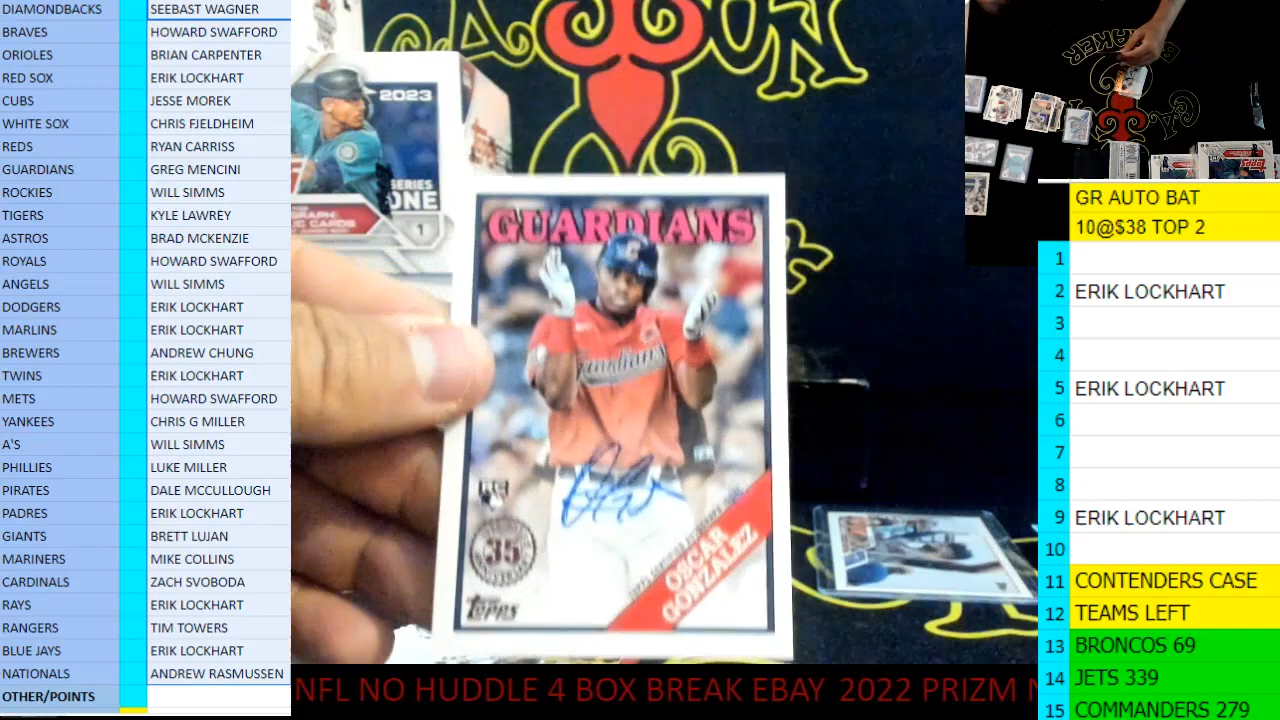 DIAMONDBACKS SEEBAST WAGNER
BRAVES HOWARD SWAFFORD
ORIOLES BRIAN CARPENTER
RED SOX ERIK LOCKHART
CUBS JESSE MOREK
WHITE SOX CHRIS FJELDHEIM
REDS RYAN CARRISS
GUARDIANS GREG MENCINI
ROCKIES WILL SIMMS
TIGERS KYLE LAWREY
ASTROS BRAD MCKENZIE
ROYALS HOWARD SWAFFORD
ANGELS WILL SIMMS
DODGERS ERIK LOCKHART
MARLINS ERIK LOCKHART
BREWERS ANDREW CHUNG
TWINS ERIK LOCKHART
METS HOWARD SWAFFORD
YANKEES CHRIS G MILLER
A'S WILL SIMMS
PHILLIES LUKE MILLER
PIRATES DALE MCCULLOUGH
PADRES ERIK LOCKHART
GIANTS BRETT LUJAN
MARINERS MIKE COLLINS
CARDINALS ZACH SVOBODA
RAYS ERIK LOCKHART
RANGERS TIM TOWERS
BLUE JAYS ERIK LOCKHART
NATIONALS ANDREW RASMUSSEN
OTHER/POINTS
2023
SERIES
ONE
1
GUARDIANS
Guardians
RC
35
Topps
OSCAR
GONZALEZ
NFL NO HUDDLE 4 BOX BREAK EBAY 2022 PRIZM
GR AUTO BAT
10@$38 TOP 2
1
2 ERIK LOCKHART
3
4
5 ERIK LOCKHART
6
7
8
9 ERIK LOCKHART
10
11 CONTENDERS CASE
12 TEAMS LEFT
13 BRONCOS 69
14 JETS 339
15 COMMANDERS 279